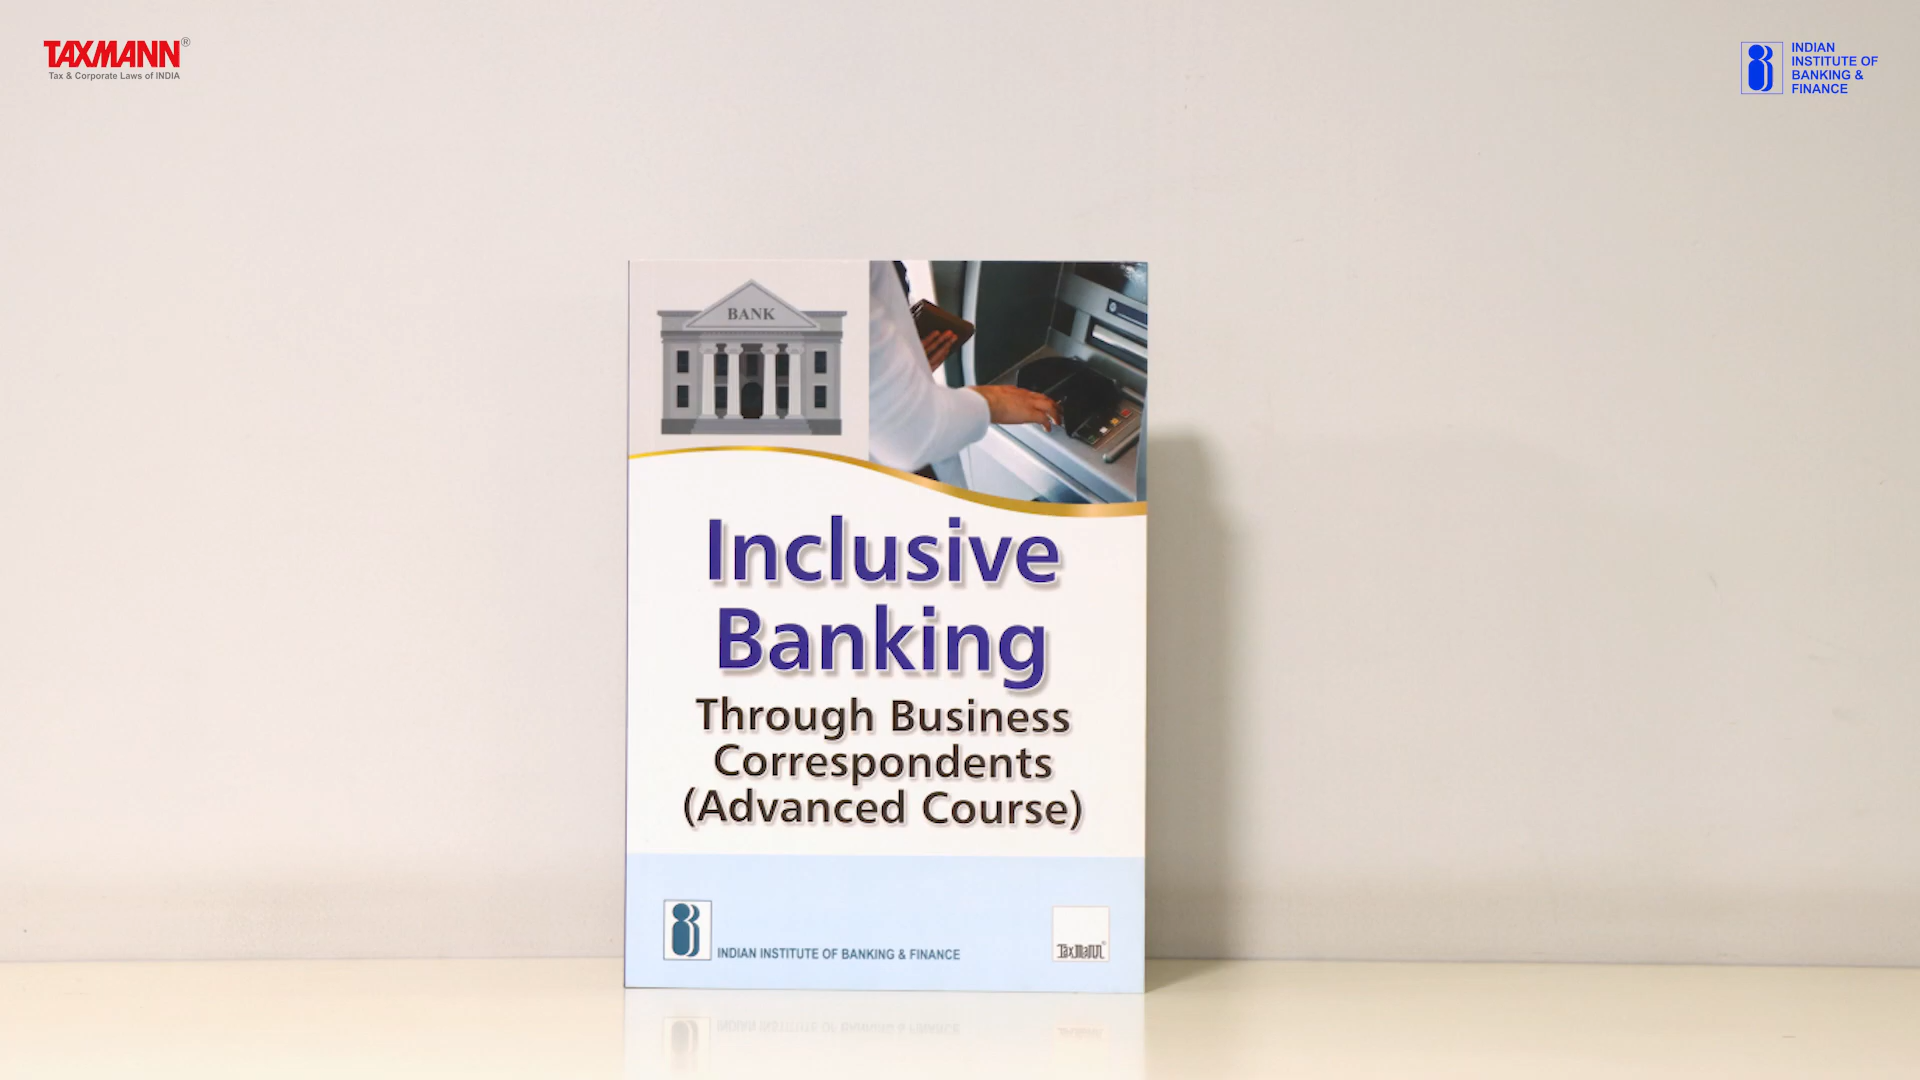 TAXMANN®
Tax & Corporate Laws of INDIA
INDIAN
INSTITUTE OF
BANKING &
FINANCE
BANK
Inclusive
Banking
Through Business
Correspondents
(Advanced Course)
INDIAN INSTITUTE OF BANKING & FINANCE
Taxmann®